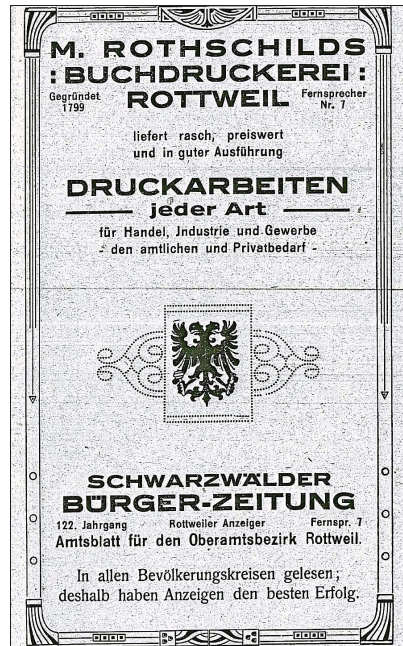 M. ROTHSCHILDS
: BUCHDRUCKEREI :
Gegründet 1799 ROTTWEIL Fernsprecher Nr. 7
liefert rasch, preiswert
und in guter Ausführung
DRUCKARBEITEN
jeder Art
für Handel, Jndustrie und Gewerbe
- den amtlichen und Privatbedarf -
SCHWARZWÄLDER
BÜRGER-ZEITUNG
122. Jahrgang Rottweiler Anzeiger Fernspr. 7
Amtsblatt für den Oberamtsbezirk Rottweil.
In allen Bevölkerungskreisen gelesen;
deshalb haben Anzeigen den besten Erfolg.